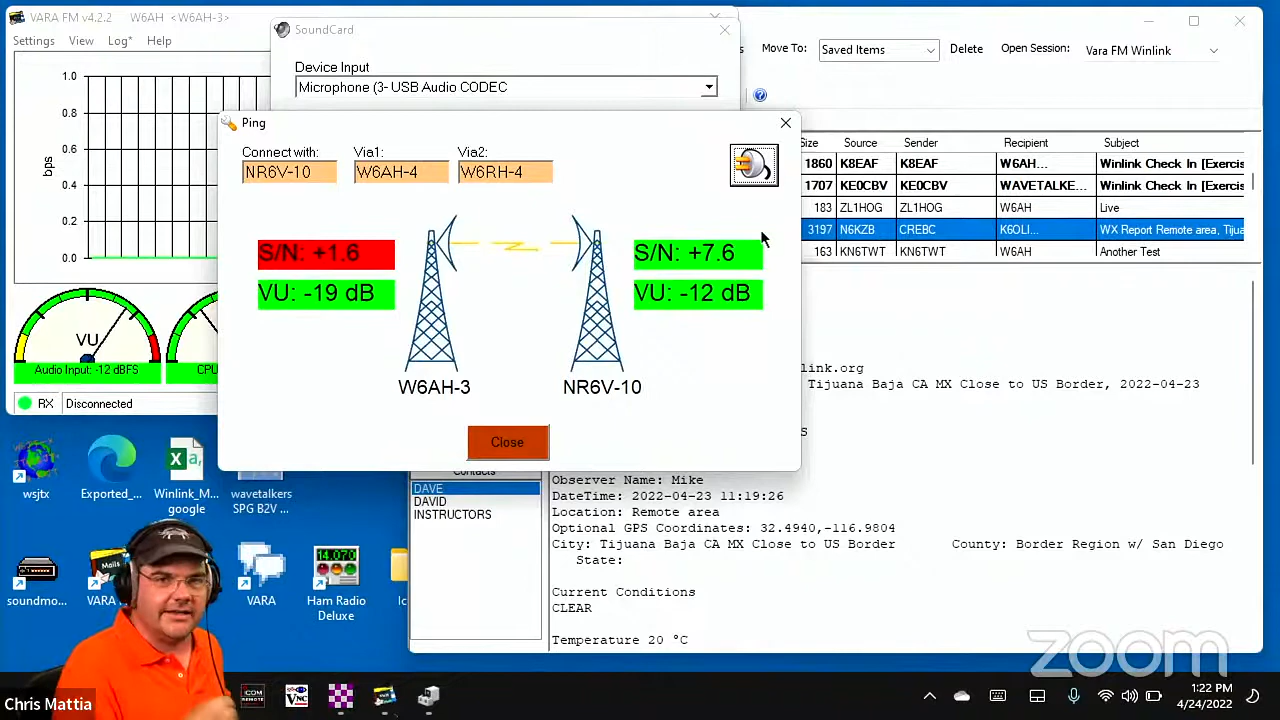 VARA FM v4.2.2 W6AH <W6AH-3>
Settings View Log* Help
SoundCard
Device Input
Microphone (3- USB Audio CODEC
Move To: Saved Items Delete Open Session: Vara FM Winlink
1.0
0.8
0.6
0.4
0.2
0.0
bps
VU
Audio Input: -12 dBFS
CPU
RX Disconnected
Ping
Connect with: Via1: Via2:
NR6V-10 W6AH-4 W6RH-4
S/N: +1.6
VU: -19 dB
S/N: +7.6
VU: -12 dB
W6AH-3
NR6V-10
Close
Size Source Sender Recipient Subject
1860 K8EAF K8EAF W6AH... Winlink Check In [Exercis
1707 KE0CBV KE0CBV WAVETALKE... Winlink Check In [Exercis
183 ZL1HOG ZL1HOG W6AH Live
3197 N6KZB CREBC K6OLI... WX Report Remote area, Tijua
163 KN6TWT KN6TWT W6AH Another Test
link.org
Tijuana Baja CA MX Close to US Border, 2022-04-23
s
Contacts
DAVE
DAVID
INSTRUCTORS
Observer Name: Mike
DateTime: 2022-04-23 11:19:26
Location: Remote area
Optional GPS Coordinates: 32.4940,-116.9804
City: Tijuana Baja CA MX Close to US Border County: Border Region w/ San Diego
State:
Current Conditions
CLEAR
Temperature 20 °C
wsjtx
Exported_...
Winlink_M...
google
wavetalkers
SPG B2V ...
soundmo...
Mails
VARA
VARA
14.070
Ham Radio
Deluxe
Ic
zoom
Chris Mattia
ICOM
REMOTE
VNC
1:22 PM
4/24/2022